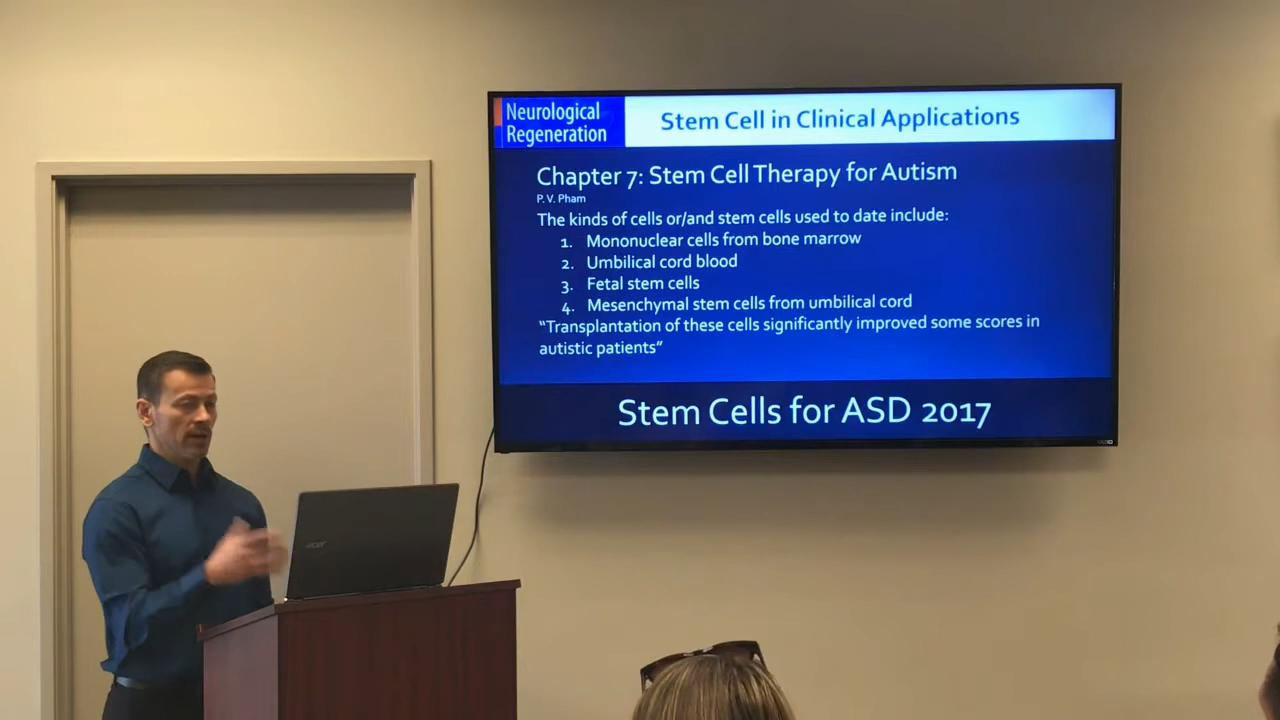 Neurological
Regeneration
Stem Cell in Clinical Applications
Chapter 7: Stem Cell Therapy for Autism
P. V. Pham
The kinds of cells or/and stem cells used to date include:
1. Mononuclear cells from bone marrow
2. Umbilical cord blood
3. Fetal stem cells
4. Mesenchymal stem cells from umbilical cord
“Transplantation of these cells significantly improved some scores in
autistic patients”
Stem Cells for ASD 2017
acer